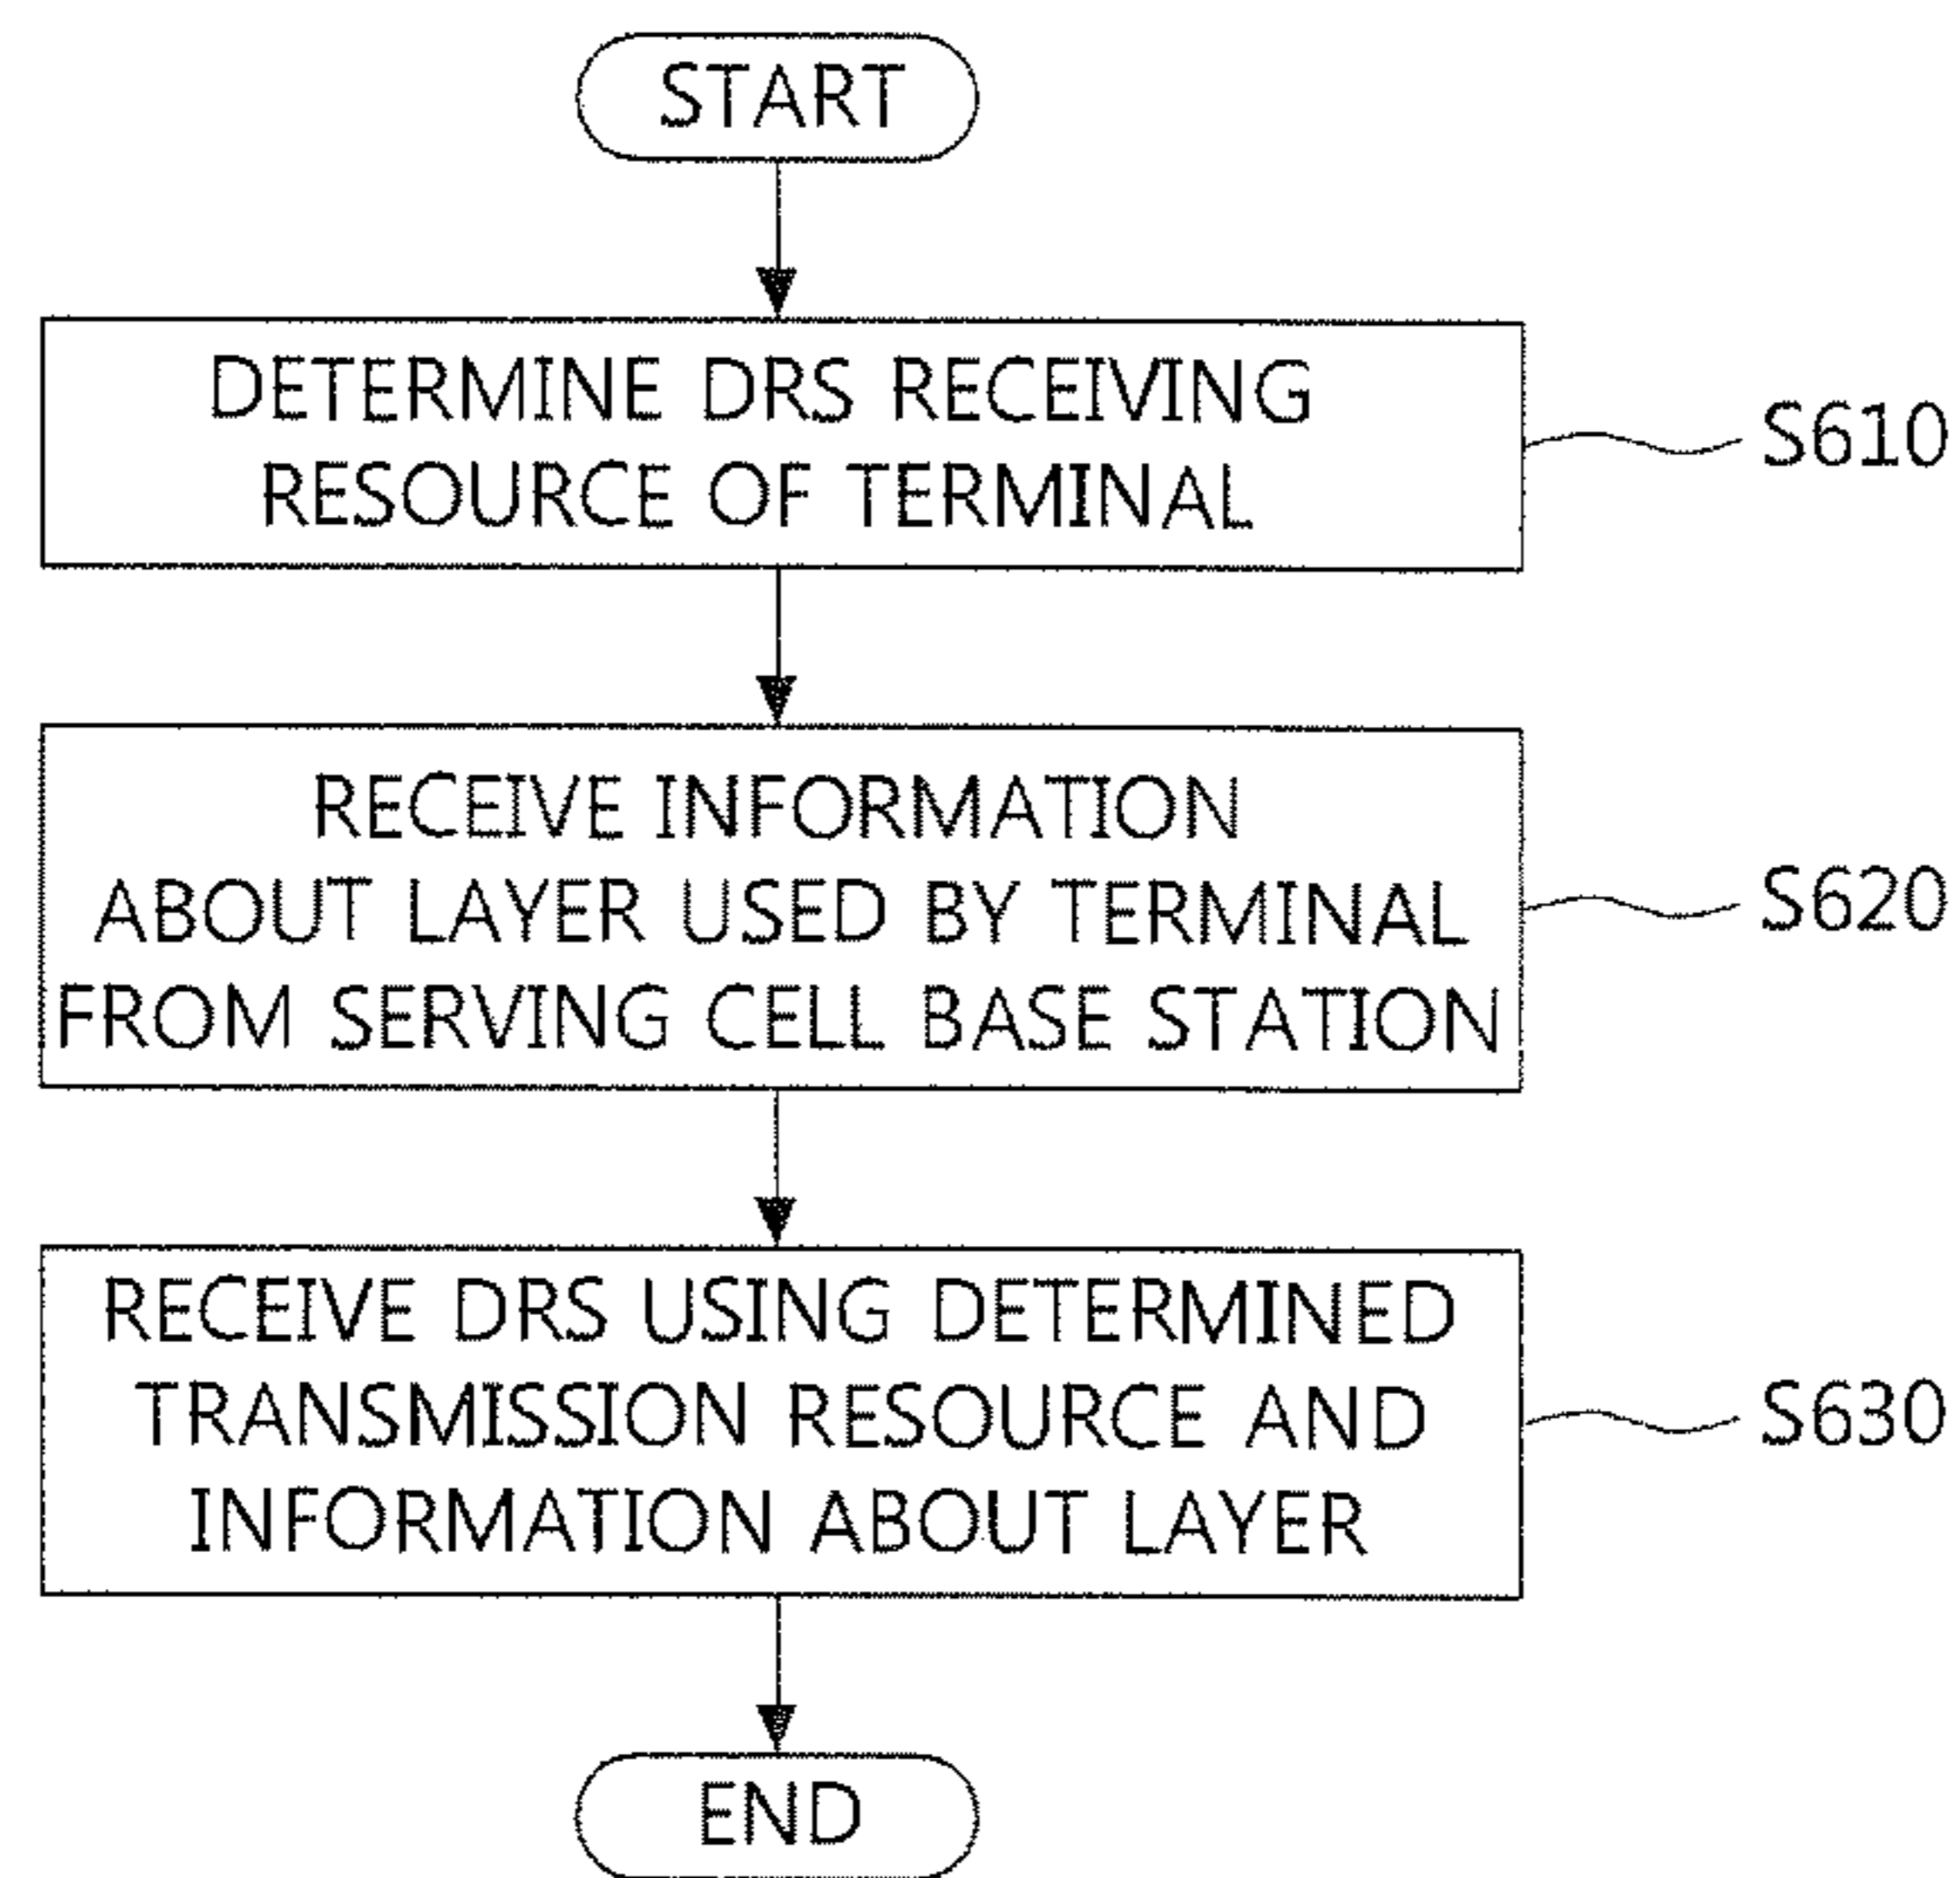 START
DETERMINE DRS RECEIVING
RESOURCE OF TERMINAL
S610
RECEIVE INFORMATION
ABOUT LAYER USED BY TERMINAL
FROM SERVING CELL BASE STATION
S620
RECEIVE DRS USING DETERMINED
TRANSMISSION RESOURCE AND
INFORMATION ABOUT LAYER
S630
END